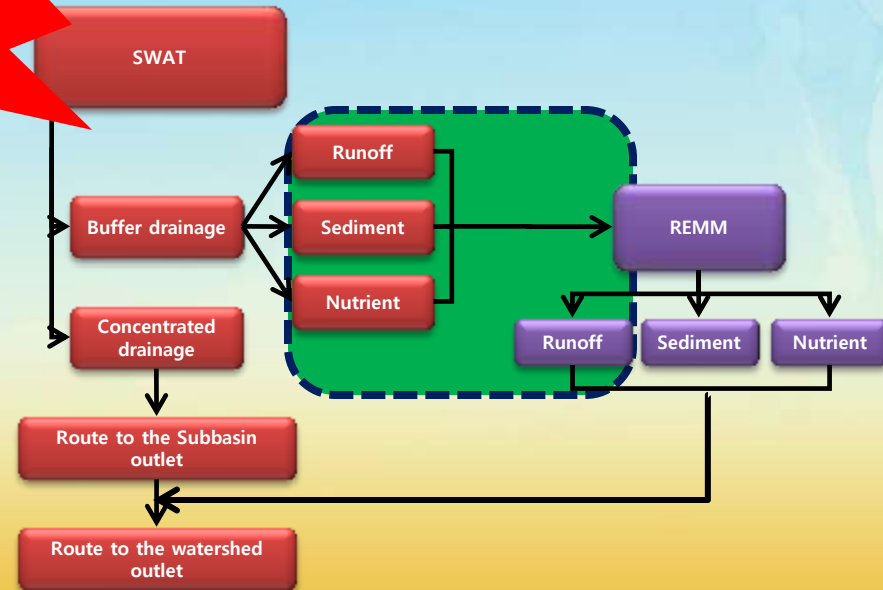 SWAT
Runoff
Buffer drainage
Sediment
REMM
Nutrient
Concentrated
drainage
Runoff
Sediment
Nutrient
Route to the Subbasin
outlet
Route to the watershed
outlet